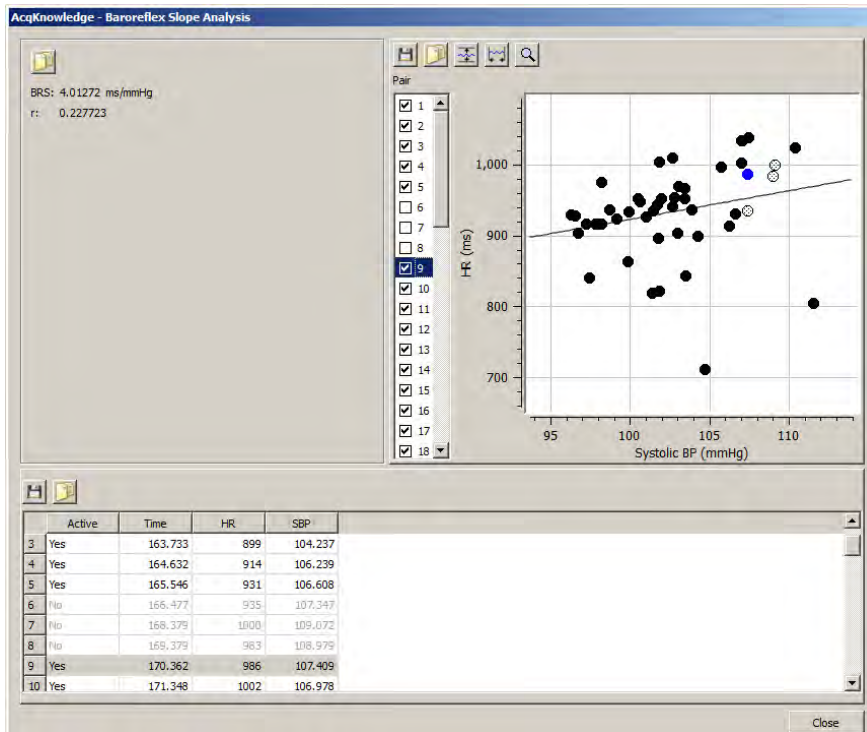 AcqKnowledge - Baroreflex Slope Analysis
BRS: 4.01272 ms/mmHg
r: 0.227723
Pair
1
2
3
4
5
6
7
8
9
10
11
12
13
14
15
16
17
18
HR (ms)
1,000
900
800
700
95 100 105 110
Systolic BP (mmHg)
Active Time HR SBP
3 Yes 163.733 899 104.237
4 Yes 164.632 914 106.239
5 Yes 165.546 931 106.608
6 No 166.477 935 107.347
7 No 168.379 1000 109.072
8 No 169.379 983 108.979
9 Yes 170.362 986 107.409
10 Yes 171.348 1002 106.978
Close